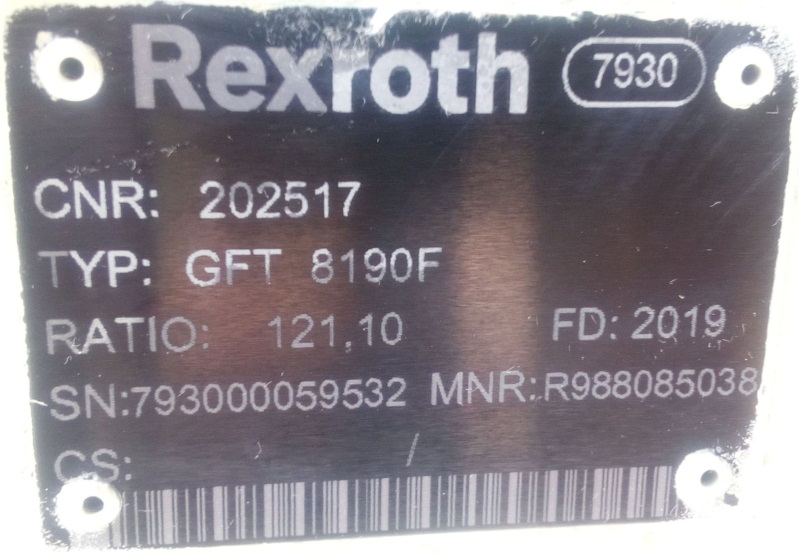 Rexroth 7930
CNR: 202517
TYP: GFT 8190F
RATIO: 121,10 FD: 2019
SN:793000059532 MNR:R988085038
CS: /